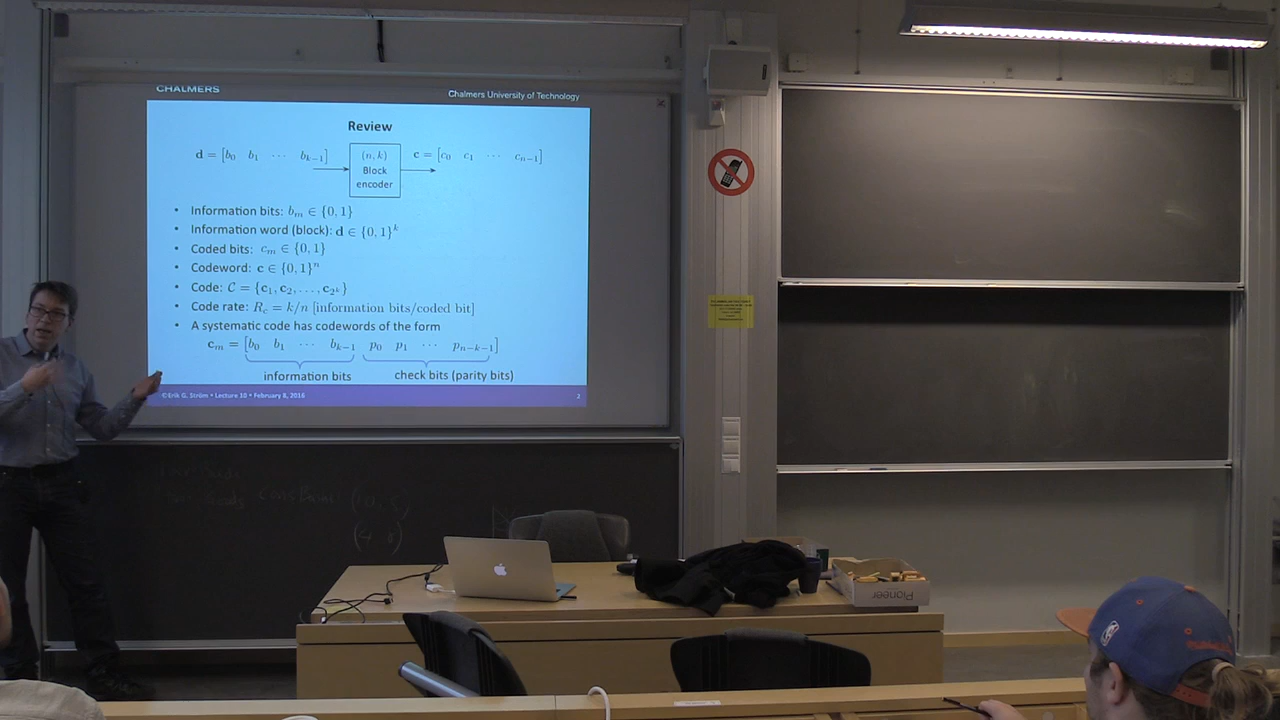 CHALMERS
Chalmers University of Technology
Review
d = [b₀ b₁ ⋯ bₖ₋₁]
(n, k)
Block
encoder
c = [c₀ c₁ ⋯ cₙ₋₁]
• Information bits: bₘ ∈ {0, 1}
• Information word (block): d ∈ {0, 1}ᵏ
• Coded bits: cₘ ∈ {0, 1}
• Codeword: c ∈ {0, 1}ⁿ
• Code: 𝒞 = {c₁, c₂, . . . , c_{2ᵏ}}
• Code rate: R_c = k/n [information bits/coded bit]
• A systematic code has codewords of the form
cₘ = [b₀ b₁ ⋯ bₖ₋₁ p₀ p₁ ⋯ pₙ₋ₖ₋₁]
information bits
check bits (parity bits)
©Erik G. Ström • Lecture 10 • February 8, 2016
2
Pioneer